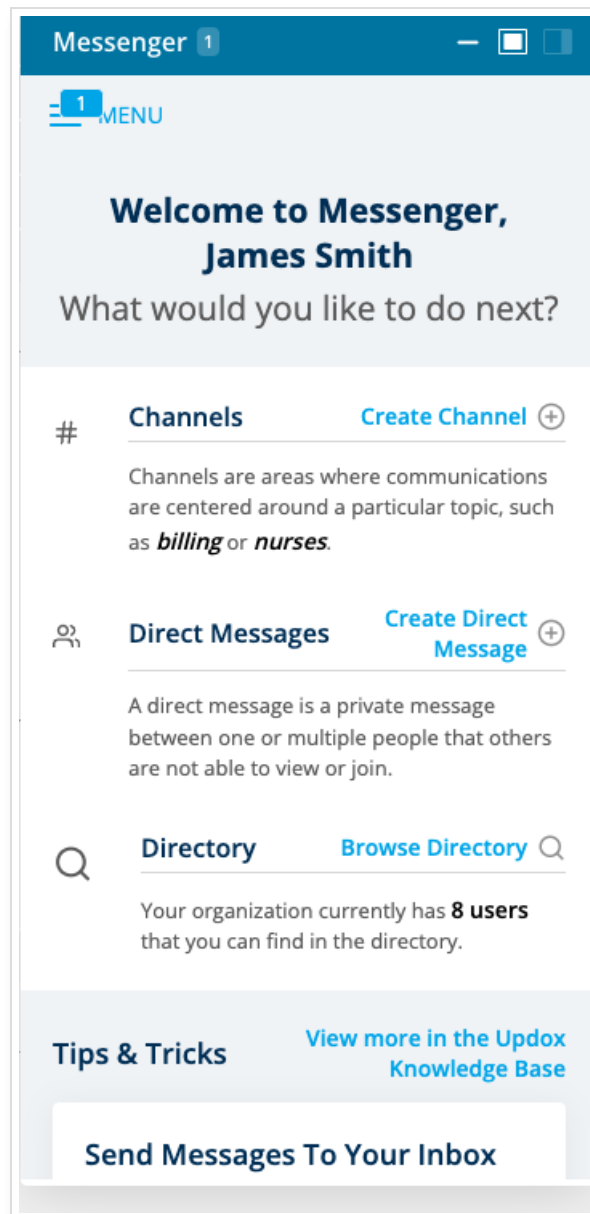 Messenger 1
1
MENU
Welcome to Messenger,
James Smith
What would you like to do next?
# Channels Create Channel
Channels are areas where communications
are centered around a particular topic, such
as billing or nurses.
Direct Messages Create Direct
Message
A direct message is a private message
between one or multiple people that others
are not able to view or join.
Directory Browse Directory
Your organization currently has 8 users
that you can find in the directory.
Tips & Tricks View more in the Updox
Knowledge Base
Send Messages To Your Inbox